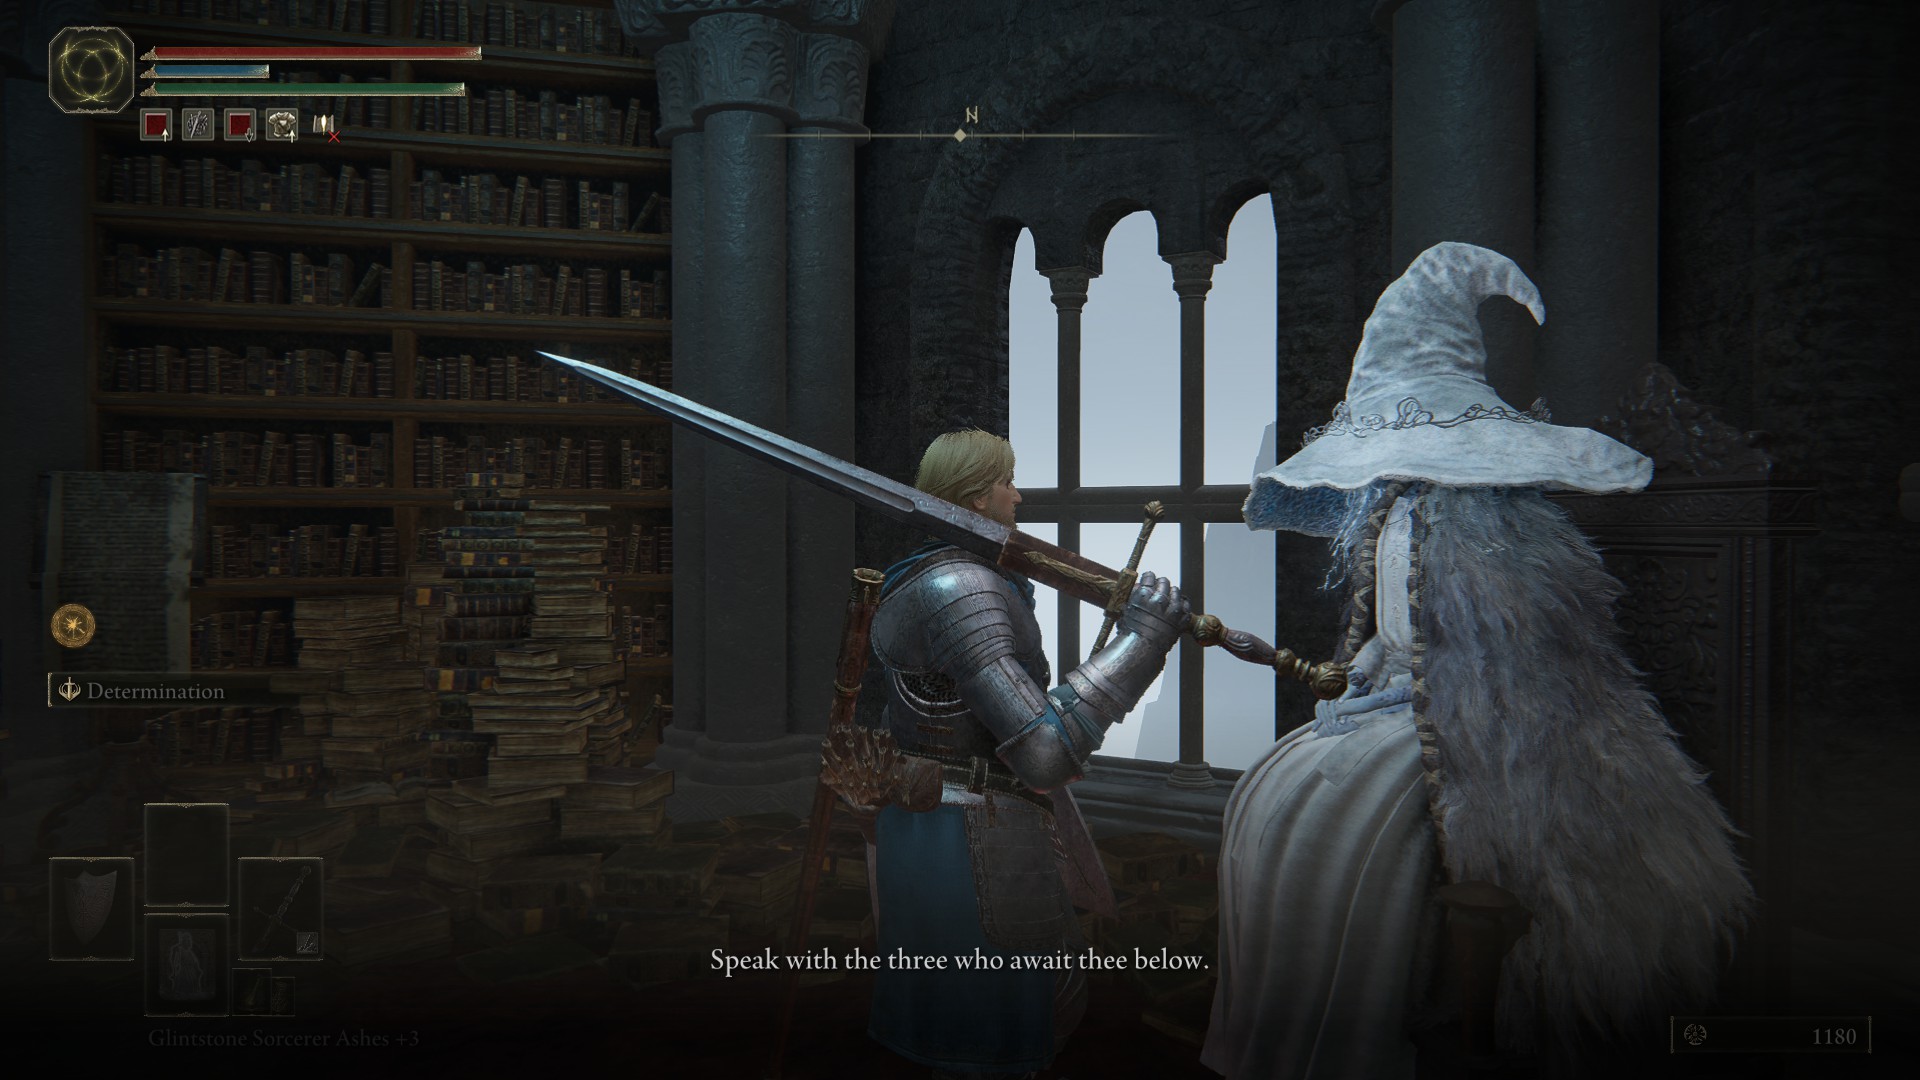 N
Determination
Speak with the three who await thee below.
Glintstone Sorcerer Ashes +3
1180